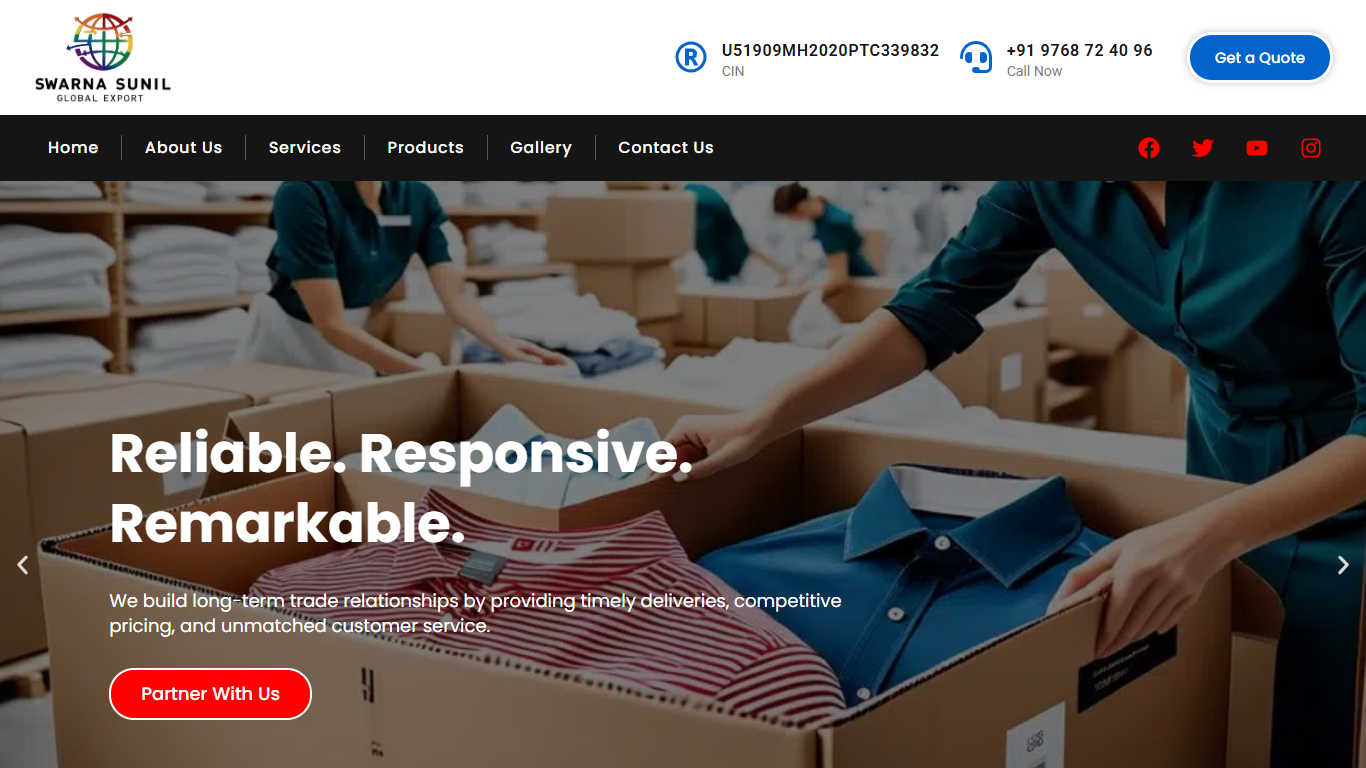 SWARNA SUNIL
GLOBAL EXPORT
U51909MH2020PTC339832
CIN
+91 9768 72 40 96
Call Now
Get a Quote
Home
About Us
Services
Products
Gallery
Contact Us
Reliable. Responsive.
Remarkable.
We build long-term trade relationships by providing timely deliveries, competitive
pricing, and unmatched customer service.
Partner With Us